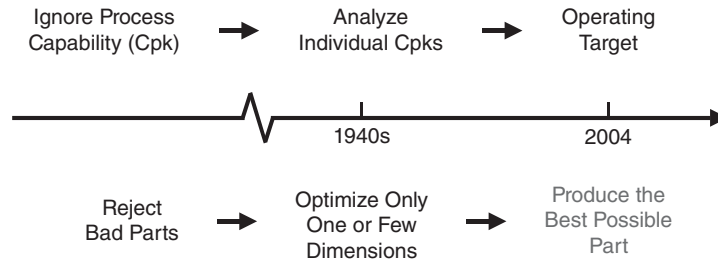 Ignore Process
Capability (Cpk)
Analyze
Individual Cpks
Operating
Target
1940s
2004
Reject
Bad Parts
Optimize Only
One or Few
Dimensions
Produce the
Best Possible
Part